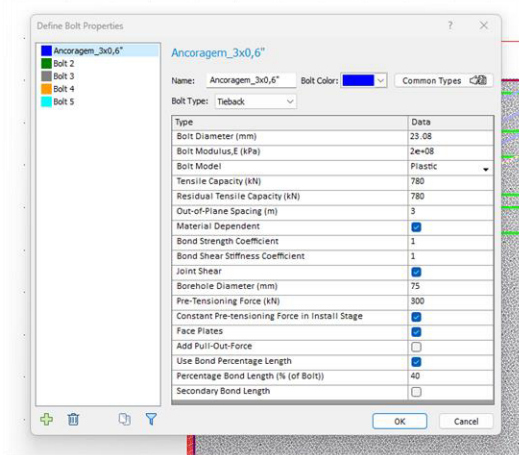 Define Bolt Properties
Ancoragem_3x0,6"
Bolt 2
Bolt 3
Bolt 4
Bolt 5
Ancoragem_3x0,6"
Name: Ancoragem_3x0,6" Bolt Color: Common Types
Bolt Type: Tieback
Type Data
Bolt Diameter (mm) 23.08
Bolt Modulus,E (kPa) 2e+08
Bolt Model Plastic
Tensile Capacity (kN) 780
Residual Tensile Capacity (kN) 780
Out-of-Plane Spacing (m) 3
Material Dependent
Bond Strength Coefficient 1
Bond Shear Stiffness Coefficient 1
Joint Shear
Borehole Diameter (mm) 75
Pre-Tensioning Force (kN) 300
Constant Pre-tensioning Force in Install Stage
Face Plates
Add Pull-Out-Force
Use Bond Percentage Length
Percentage Bond Length (% (of Bolt)) 40
Secondary Bond Length
OK Cancel